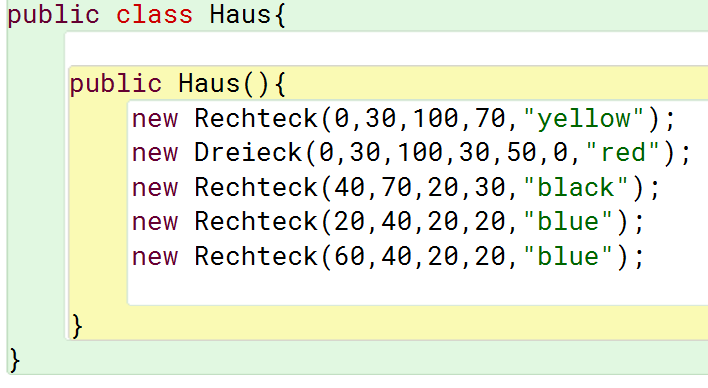 public class Haus{
public Haus(){
new Rechteck(0,30,100,70,"yellow");
new Dreieck(0,30,100,30,50,0,"red");
new Rechteck(40,70,20,30,"black");
new Rechteck(20,40,20,20,"blue");
new Rechteck(60,40,20,20,"blue");
}
}